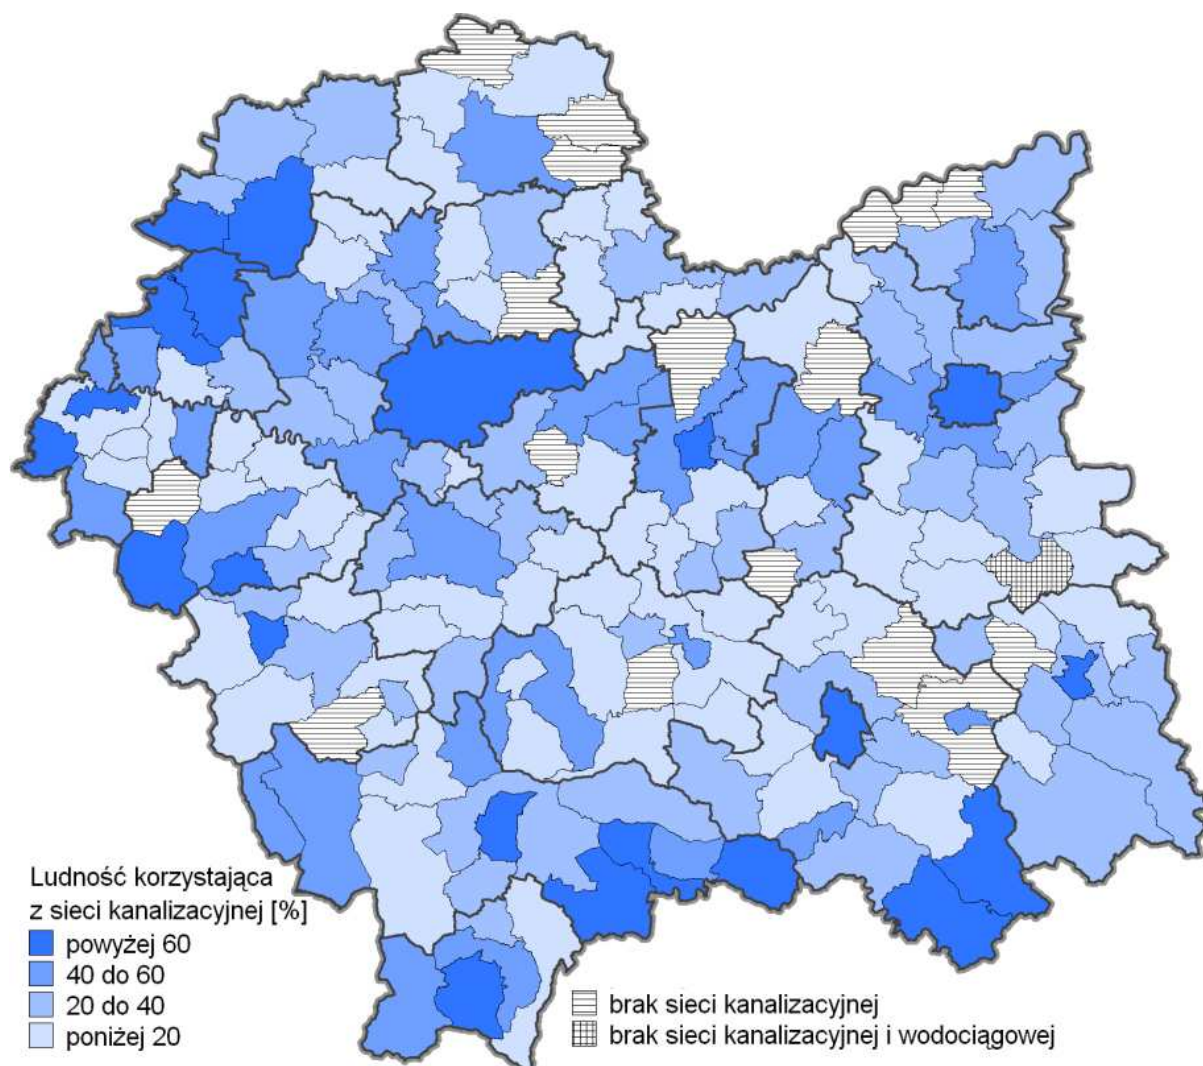 Ludność korzystająca
z sieci kanalizacyjnej [%]
powyżej 60
40 do 60
20 do 40
poniżej 20
brak sieci kanalizacyjnej
brak sieci kanalizacyjnej i wodociągowej